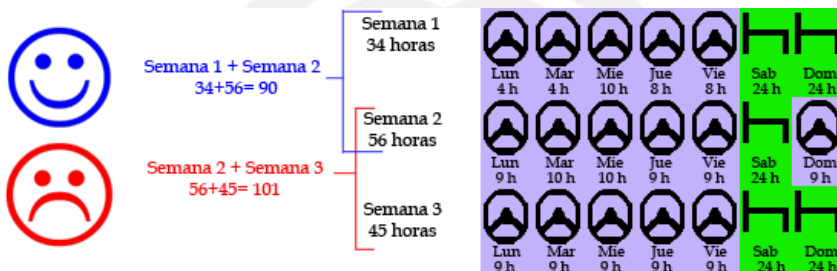 Semana 1
34 horas
Semana 1 + Semana 2
34+56= 90
Semana 2
56 horas
Semana 2 + Semana 3
56+45= 101
Semana 3
45 horas
Lun Mar Mie Jue Vie Sab Dom
4 h 4 h 10 h 8 h 8 h 24 h 24 h
Lun Mar Mie Jue Vie Sab Dom
9 h 10 h 10 h 9 h 9 h 24 h 9 h
Lun Mar Mie Jue Vie Sab Dom
9 h 9 h 9 h 9 h 9 h 24 h 24 h